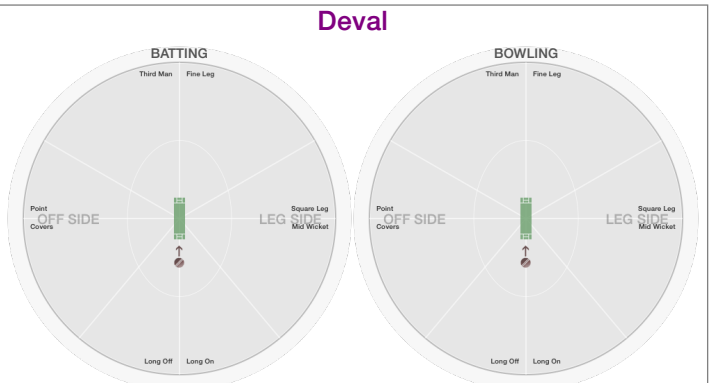 Deval
BATTING
Third Man Fine Leg
Point
OFF SIDE
Covers
Square Leg
LEG SIDE
Mid Wicket
Long Off Long On
BOWLING
Third Man Fine Leg
Point
OFF SIDE
Covers
Square Leg
LEG SIDE
Mid Wicket
Long Off Long On